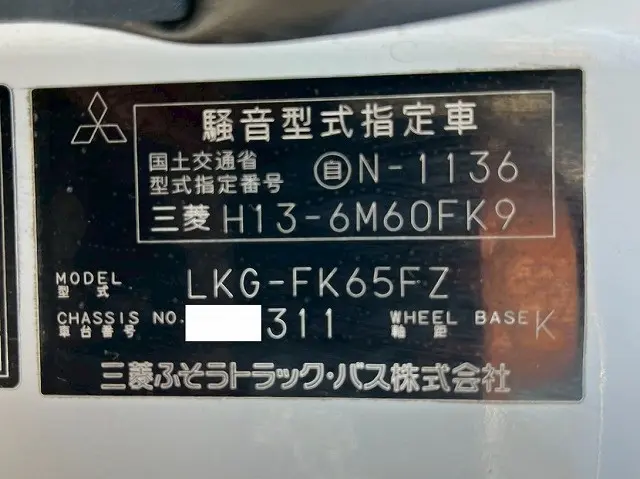 騒音型式指定車
国土交通省
型式指定番号 自N-1136
三菱 H13-6M60FK9
MODEL
型式 LKG-FK65FZ
CHASSIS NO. 311 WHEEL BASE K
車台番号 軸距
三菱ふそうトラック・バス株式会社